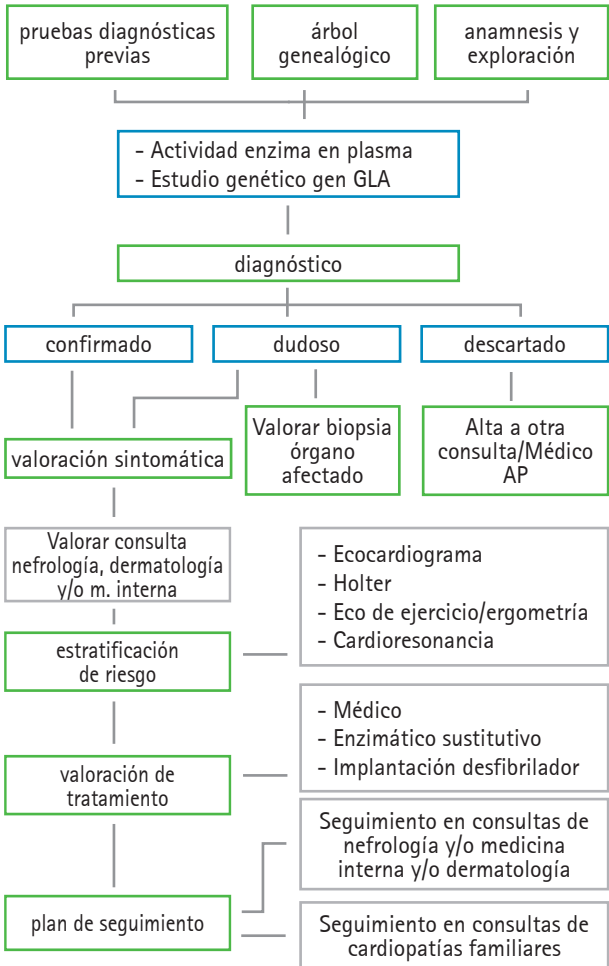 pruebas diagnósticas
previas
árbol
genealógico
anamnesis y
exploración
- Actividad enzima en plasma
- Estudio genético gen GLA
diagnóstico
confirmado
dudoso
descartado
valoración sintomática
Valorar biopsia
órgano
afectado
Alta a otra
consulta/Médico
AP
Valorar consulta
nefrología, dermatología
y/o m. interna
- Ecocardiograma
- Holter
- Eco de ejercicio/ergometría
- Cardioresonancia
estratificación
de riesgo
- Médico
- Enzimático sustitutivo
- Implantación desfibrilador
valoración de
tratamiento
Seguimiento en consultas de
nefrología y/o medicina
interna y/o dermatología
plan de seguimiento
Seguimiento en consultas de
cardiopatías familiares